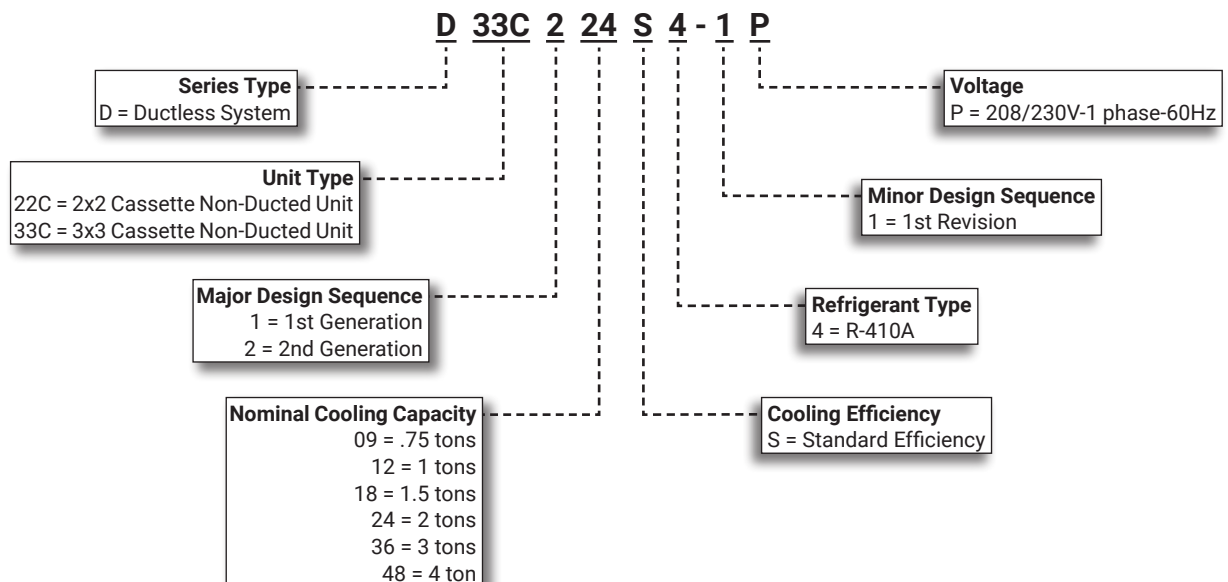 D 33C 2 24 S 4 - 1 P
Series Type
D = Ductless System
Unit Type
22C = 2x2 Cassette Non-Ducted Unit
33C = 3x3 Cassette Non-Ducted Unit
Major Design Sequence
1 = 1st Generation
2 = 2nd Generation
Nominal Cooling Capacity
09 = .75 tons
12 = 1 tons
18 = 1.5 tons
24 = 2 tons
36 = 3 tons
48 = 4 ton
Voltage
P = 208/230V-1 phase-60Hz
Minor Design Sequence
1 = 1st Revision
Refrigerant Type
4 = R-410A
Cooling Efficiency
S = Standard Efficiency